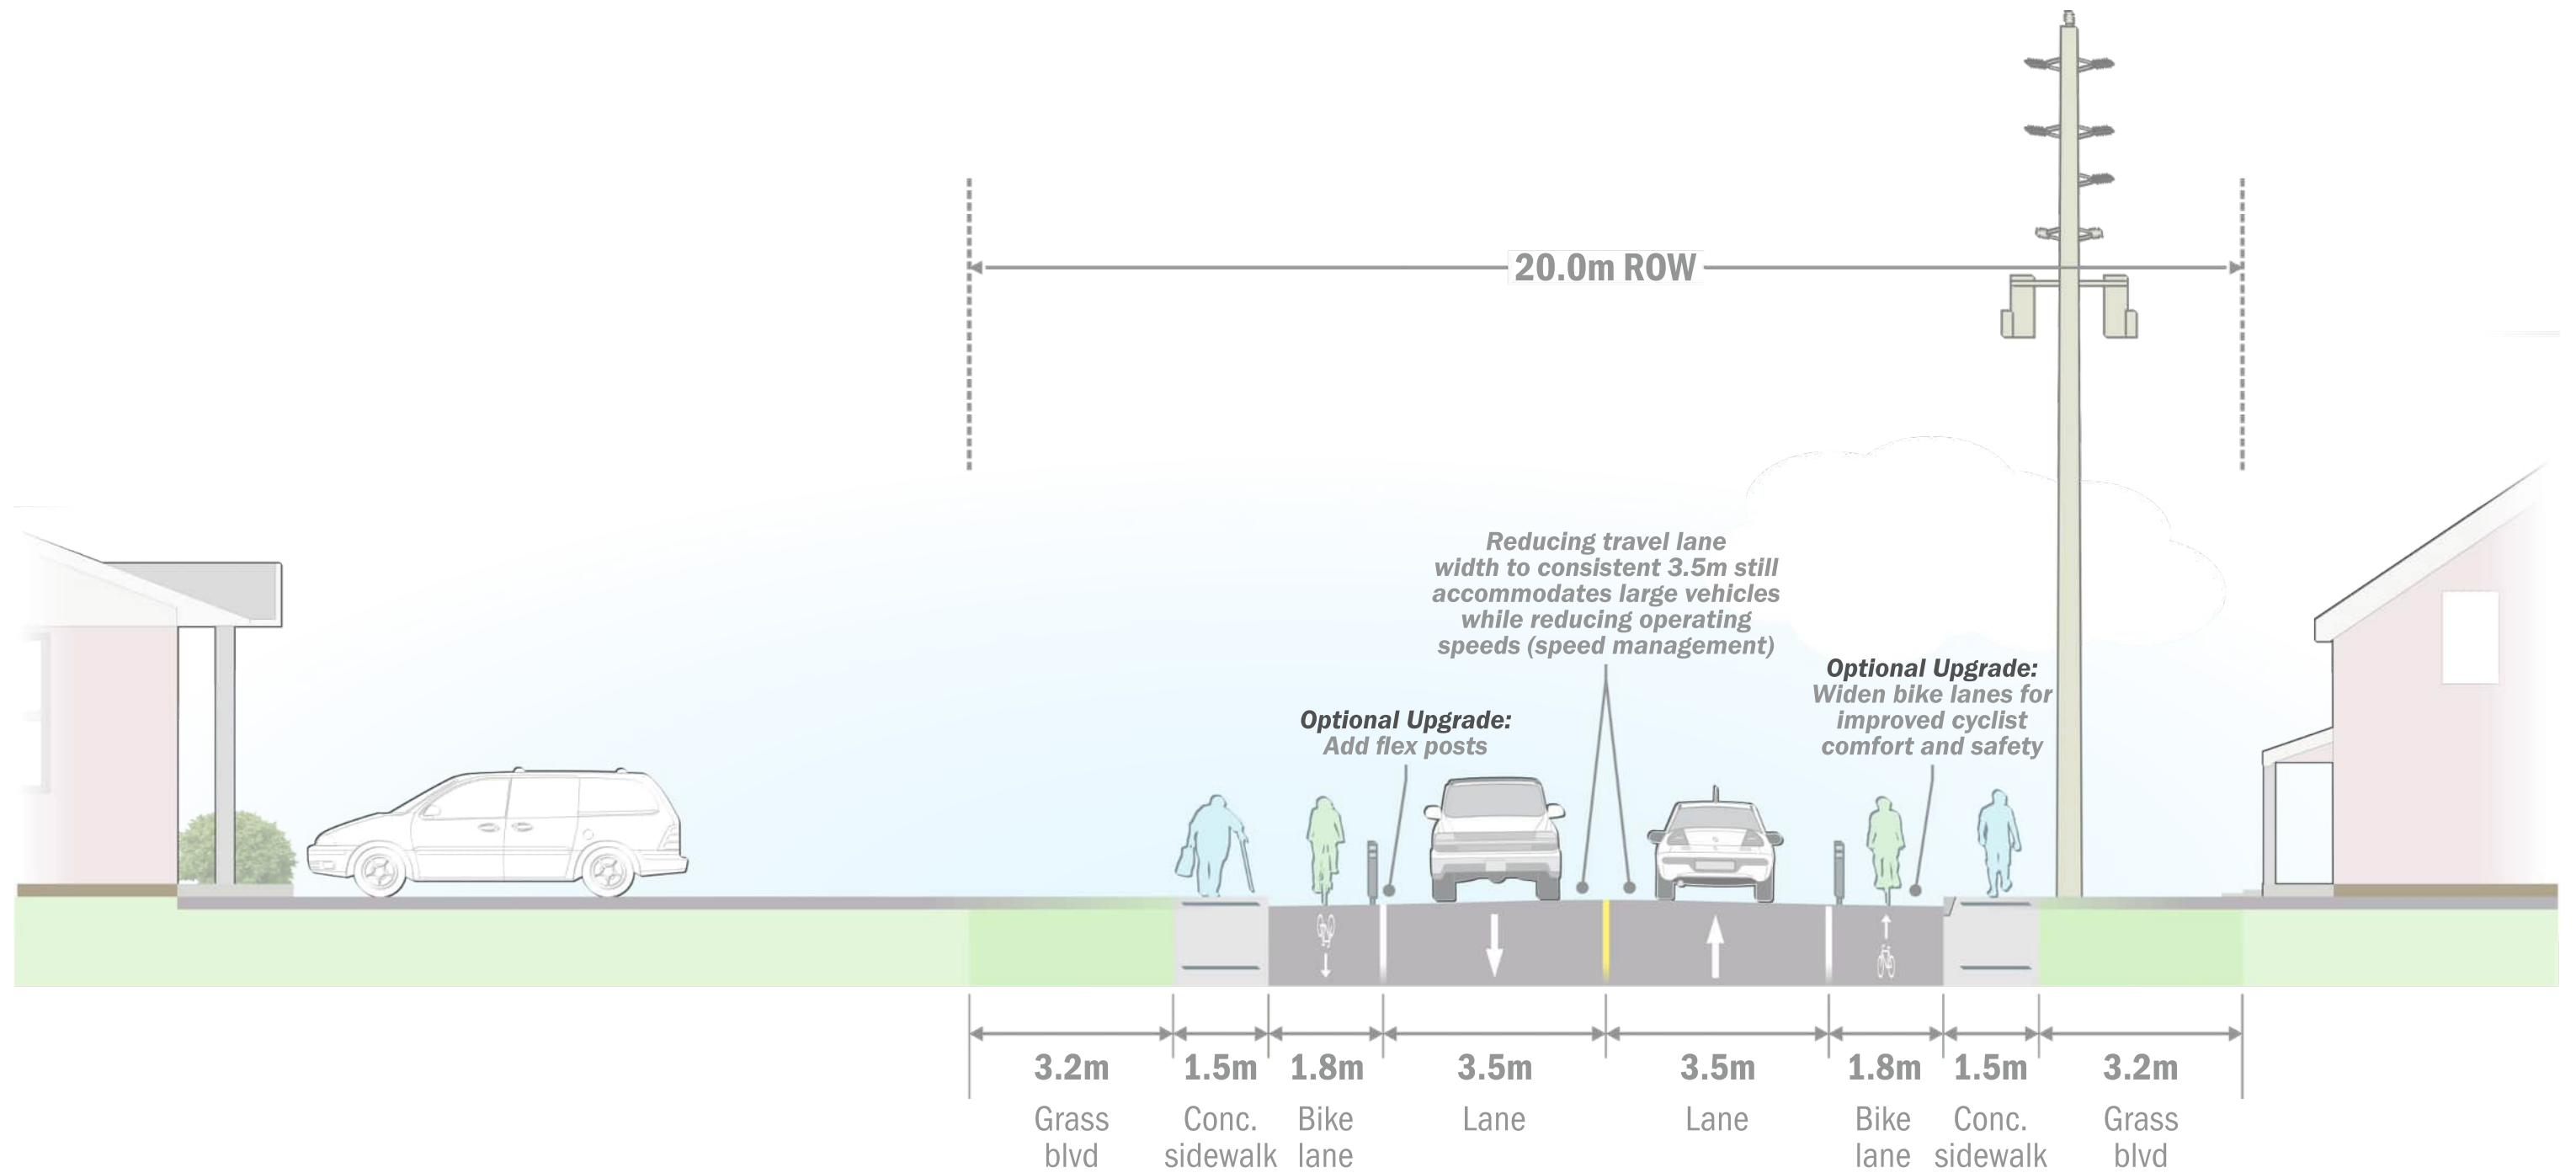 20.0m ROW
Reducing travel lane
width to consistent 3.5m still
accommodates large vehicles
while reducing operating
speeds (speed management)
Optional Upgrade:
Widen bike lanes for
improved cyclist
comfort and safety
Optional Upgrade:
Add flex posts
3.2m 1.5m 1.8m 3.5m 3.5m 1.8m 1.5m 3.2m
Grass Conc. Bike Lane Lane Bike Conc. Grass
blvd sidewalk lane lane sidewalk blvd